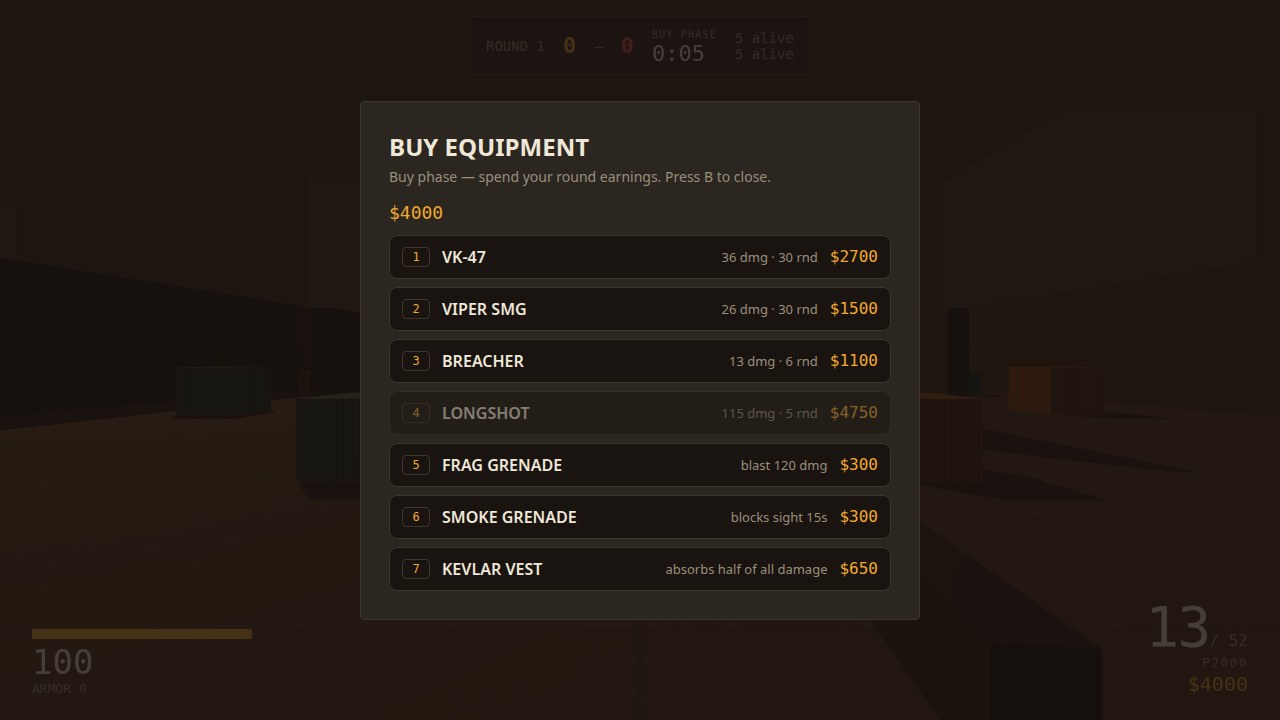 ROUND 1 0 – 0 BUY PHASE 0:05 5 alive 5 alive
BUY EQUIPMENT
Buy phase — spend your round earnings. Press B to close.
$4000
1 VK-47 36 dmg · 30 rnd $2700
2 VIPER SMG 26 dmg · 30 rnd $1500
3 BREACHER 13 dmg · 6 rnd $1100
4 LONGSHOT 115 dmg · 5 rnd $4750
5 FRAG GRENADE blast 120 dmg $300
6 SMOKE GRENADE blocks sight 15s $300
7 KEVLAR VEST absorbs half of all damage $650
100
ARMOR 0
13 / 52
P2000
$4000